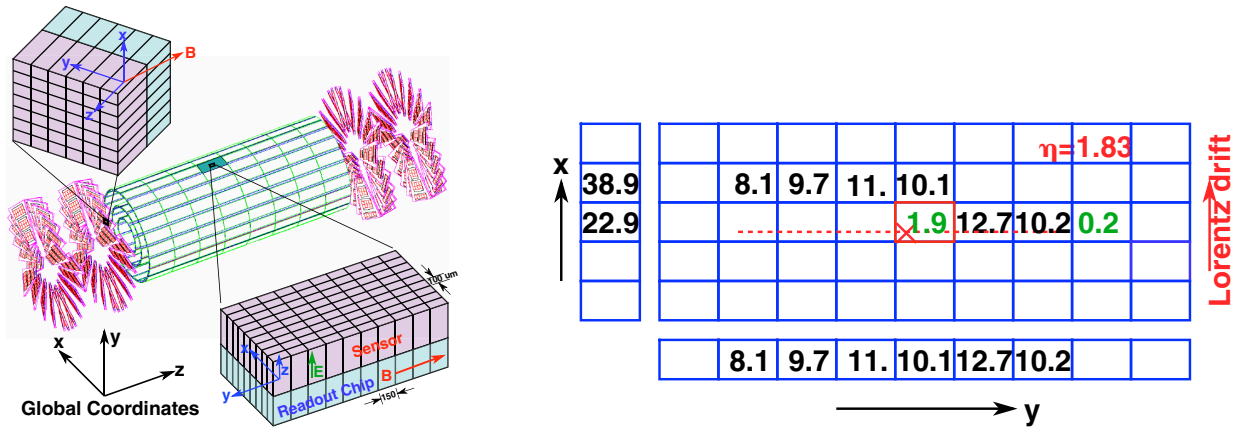 x
B
y
z
100 um
x
E
z
Sensor
y
Readout Chip
B
150
y
x
z
Global Coordinates
η=1.83
x
38.9 8.1 9.7 11. 10.1
22.9 1.9 12.7 10.2 0.2
Lorentz drift
8.1 9.7 11. 10.1 12.7 10.2
y